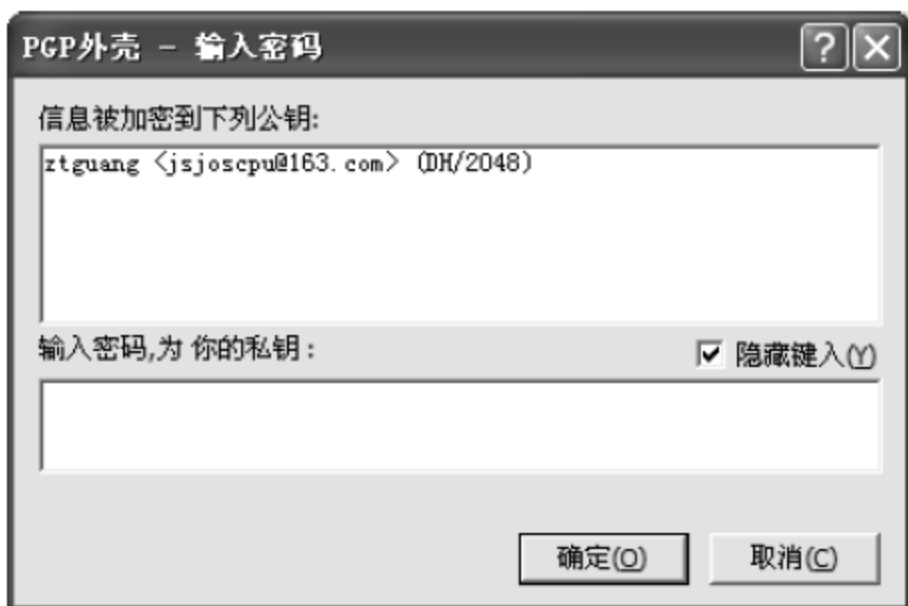 PGP外壳 - 输入密码
信息被加密到下列公钥:
ztguang <jsjoscpu@163.com> (DH/2048)
输入密码,为 你的私钥:
隐藏键入(Y)
确定(O)
取消(C)